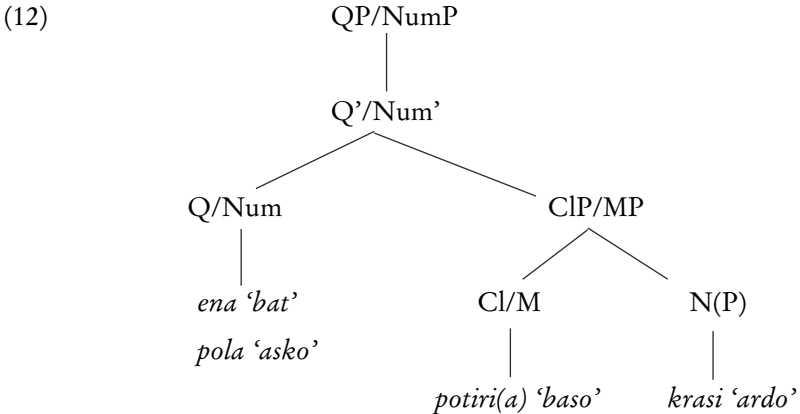 (12) QP/NumP
Q’/Num’
Q/Num ClP/MP
ena ‘bat’ Cl/M N(P)
pola ‘asko’
potiri(a) ‘baso’ krasi ‘ardo’